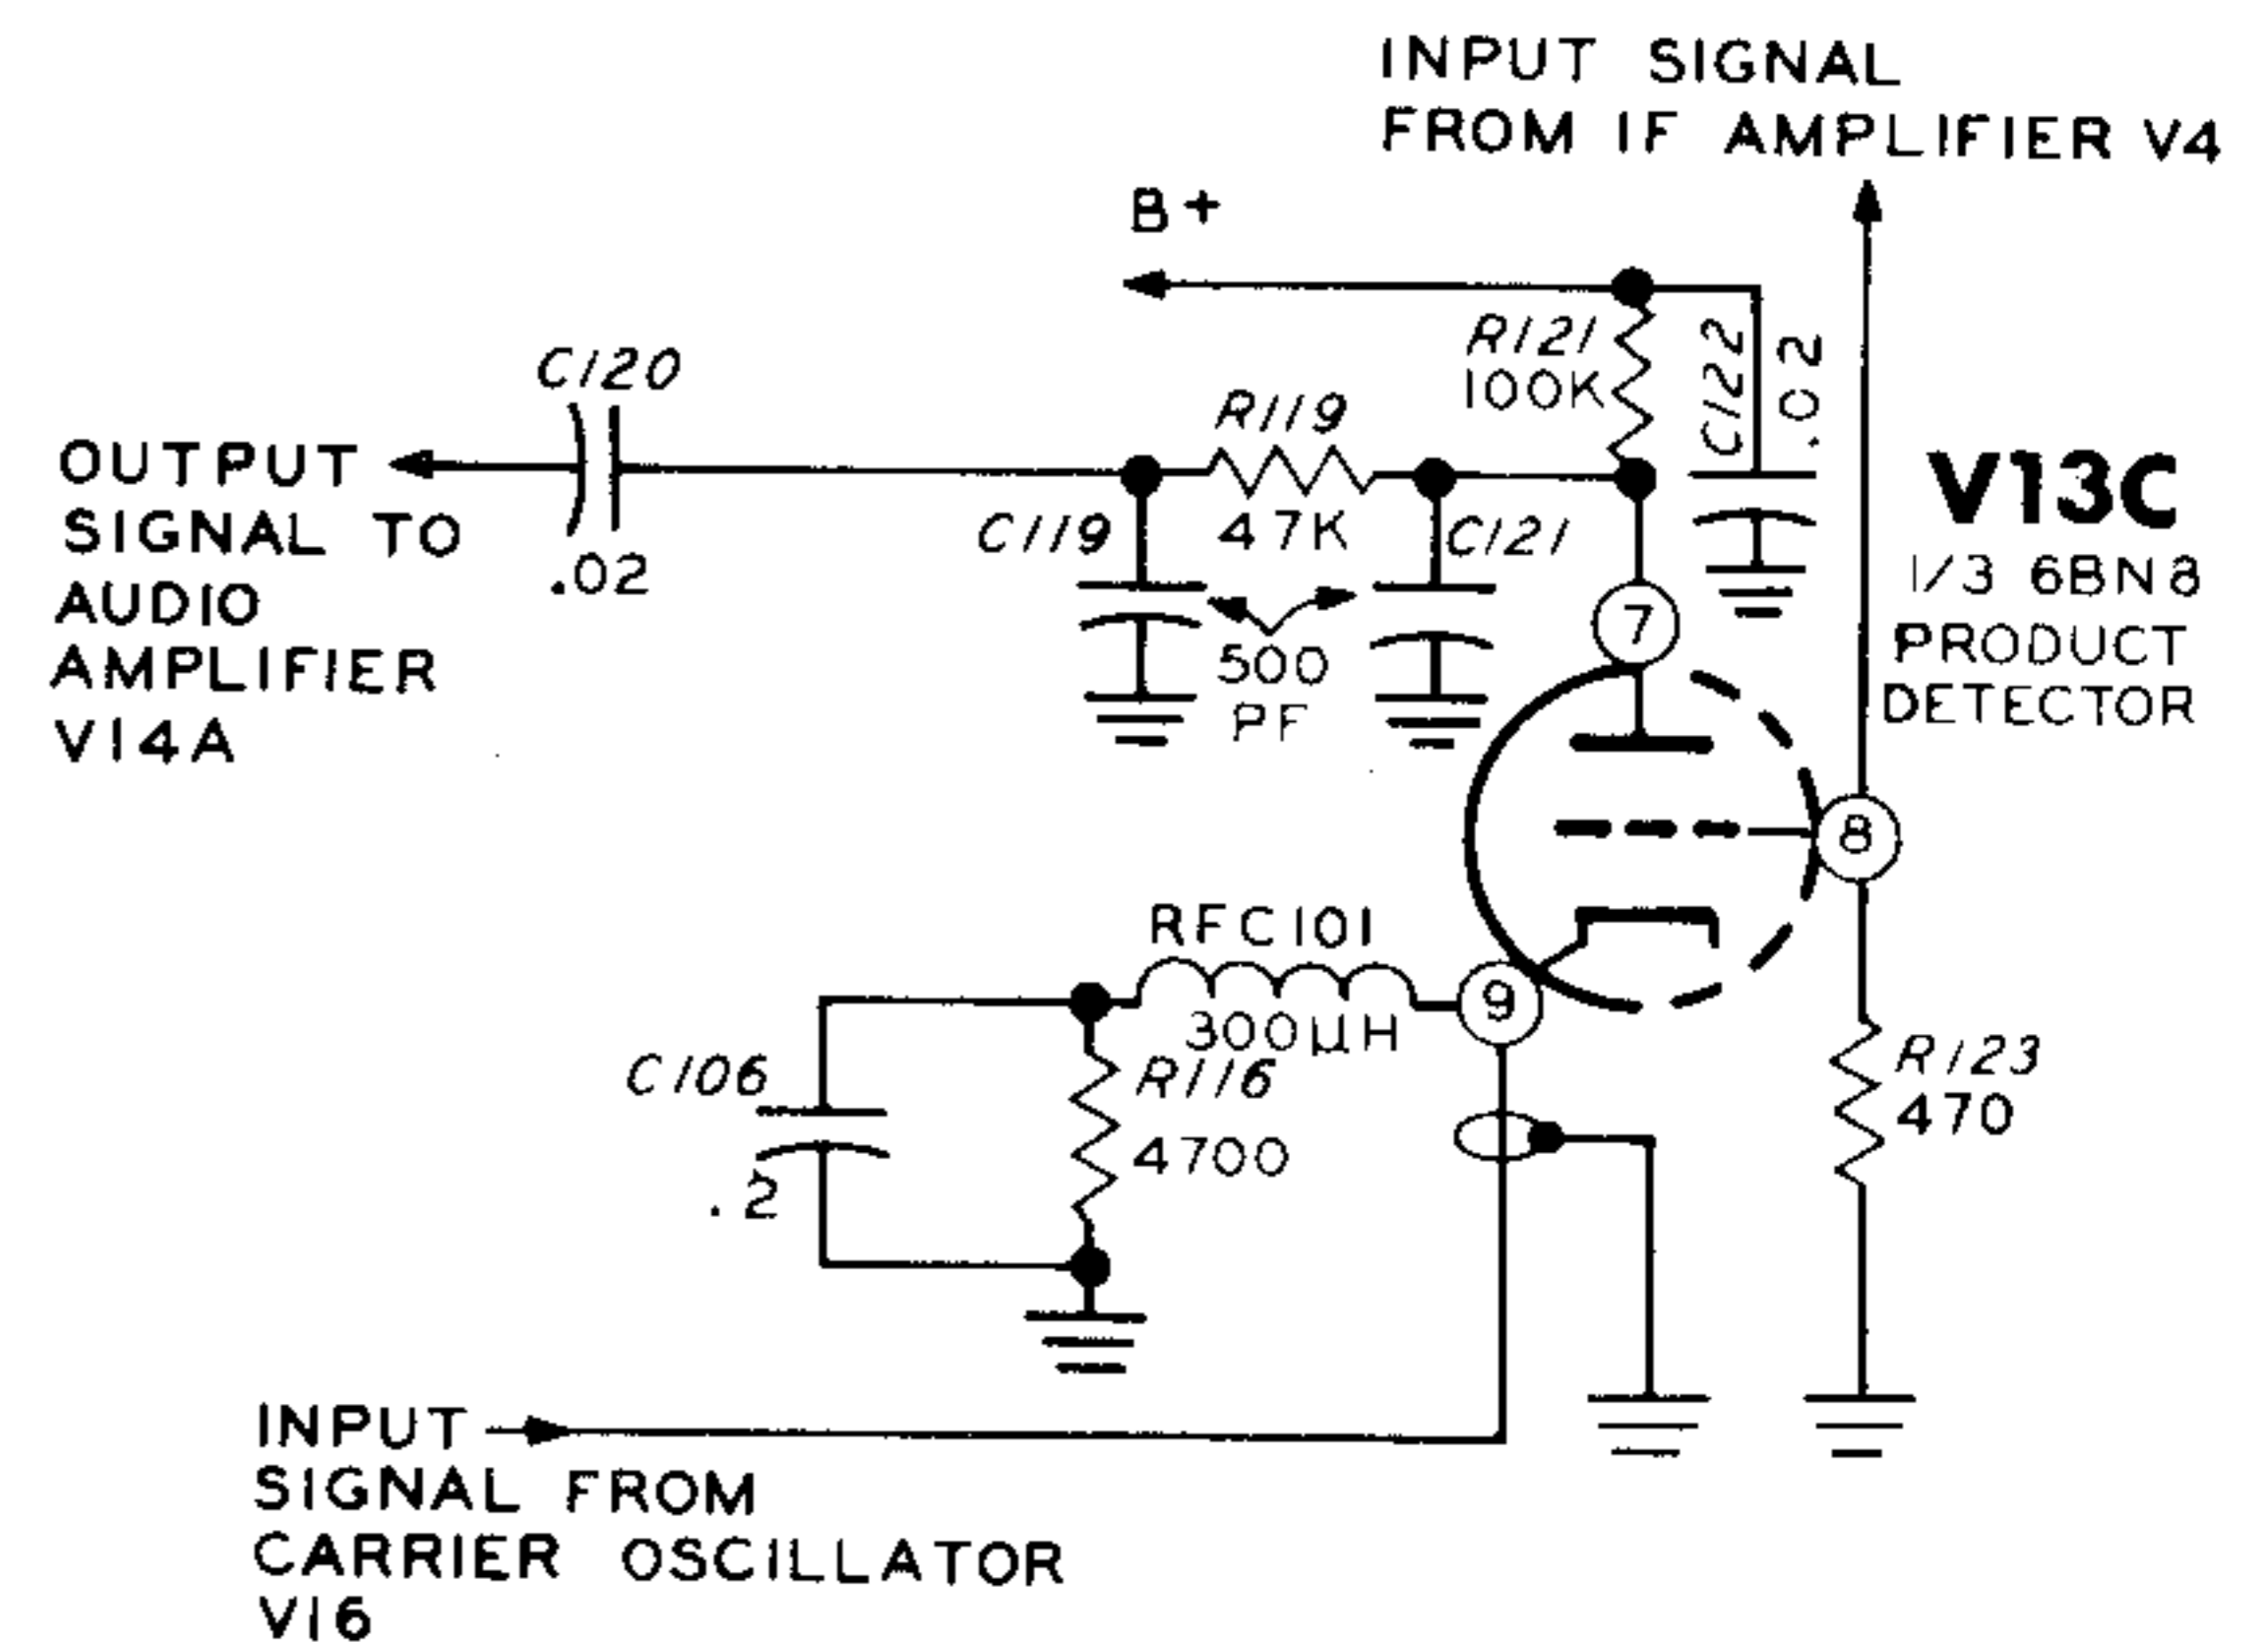 INPUT SIGNAL
FROM IF AMPLIFIER V4
B+
C120
.02
OUTPUT
SIGNAL TO
AUDIO
AMPLIFIER
V14A
R119
47K
R121
100K
C122
.02
C119
C121
500
PF
V13C
1/3 6BN8
PRODUCT
DETECTOR
7
8
9
RFC101
300µH
C106
.2
R116
4700
R123
470
INPUT
SIGNAL FROM
CARRIER OSCILLATOR
V16